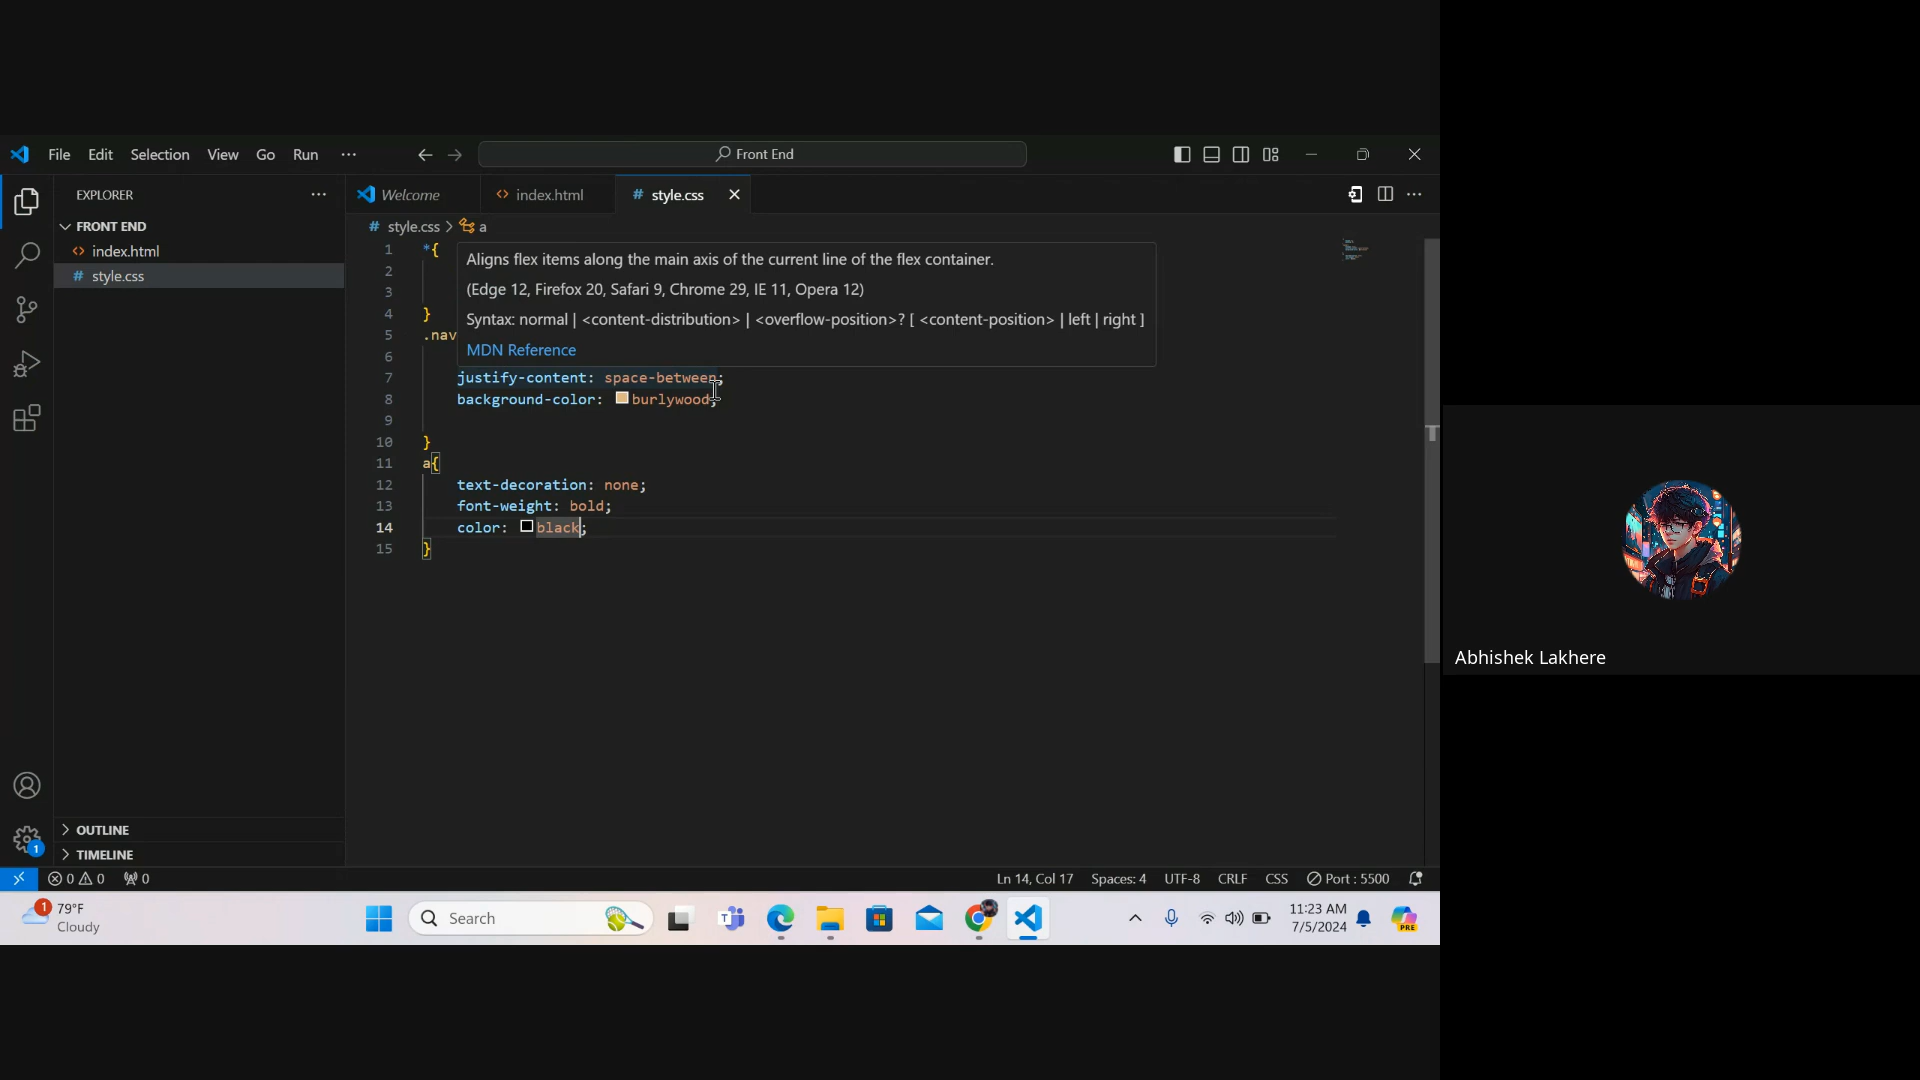 File Edit Selection View Go Run ··· Front End
EXPLORER ···
Welcome index.html style.css
FRONT END
index.html
style.css
style.css > a
1 *{
Aligns flex items along the main axis of the current line of the flex container.
2
(Edge 12, Firefox 20, Safari 9, Chrome 29, IE 11, Opera 12)
3
Syntax: normal | <content-distribution> | <overflow-position>? [ <content-position> | left | right ]
4 }
5 .nav
MDN Reference
6
7 justify-content: space-between;
8 background-color: burlywood;
9
10 }
11 a{
12 text-decoration: none;
13 font-weight: bold;
14 color: black;
15 }
Abhishek Lakhere
OUTLINE
TIMELINE
1
0 0 0 Ln 14, Col 17 Spaces: 4 UTF-8 CRLF CSS Port : 5500
1 79°F
Cloudy
Search
11:23 AM
7/5/2024
PRE